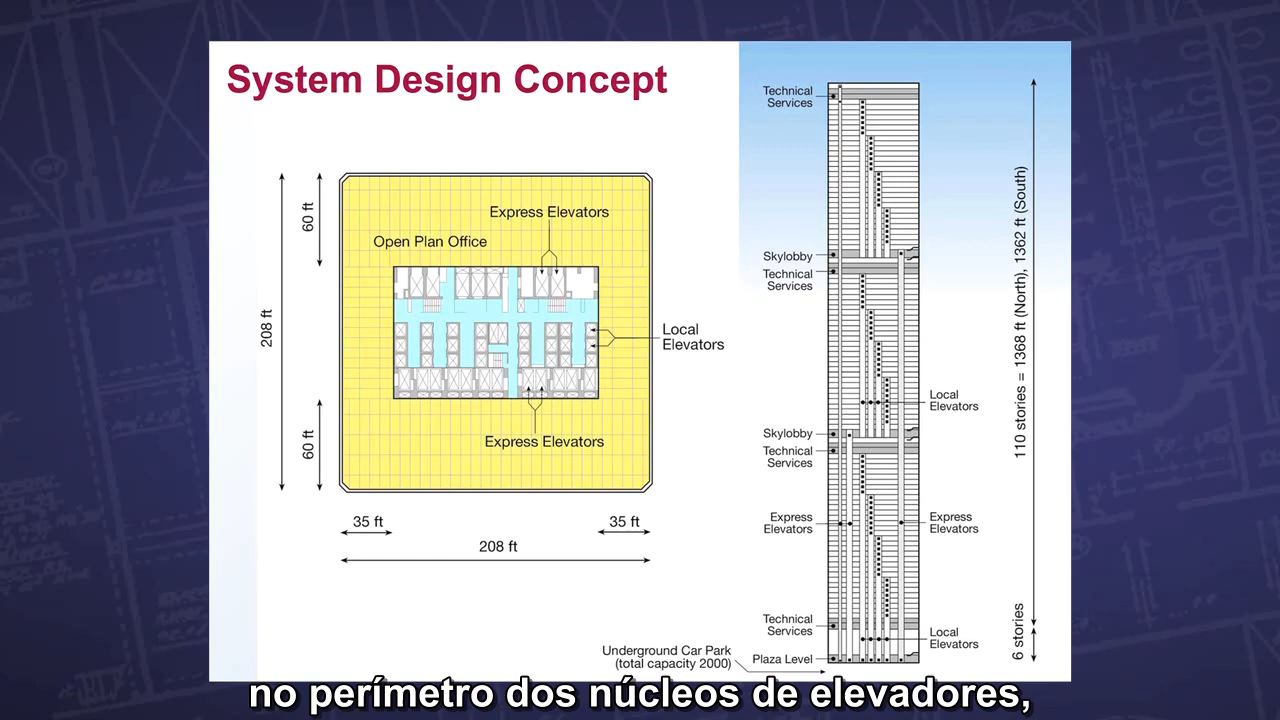 System Design Concept
Express Elevators
Open Plan Office
60 ft
208 ft
Local
Elevators
60 ft
Express Elevators
35 ft
35 ft
208 ft
Technical
Services
Skylobby
Technical
Services
Local
Elevators
Skylobby
Technical
Services
Express
Elevators
Express
Elevators
Technical
Services
Local
Elevators
Underground Car Park
(total capacity 2000)
Plaza Level
110 stories = 1368 ft (North), 1362 ft (South)
6 stories
no perímetro dos núcleos de elevadores,